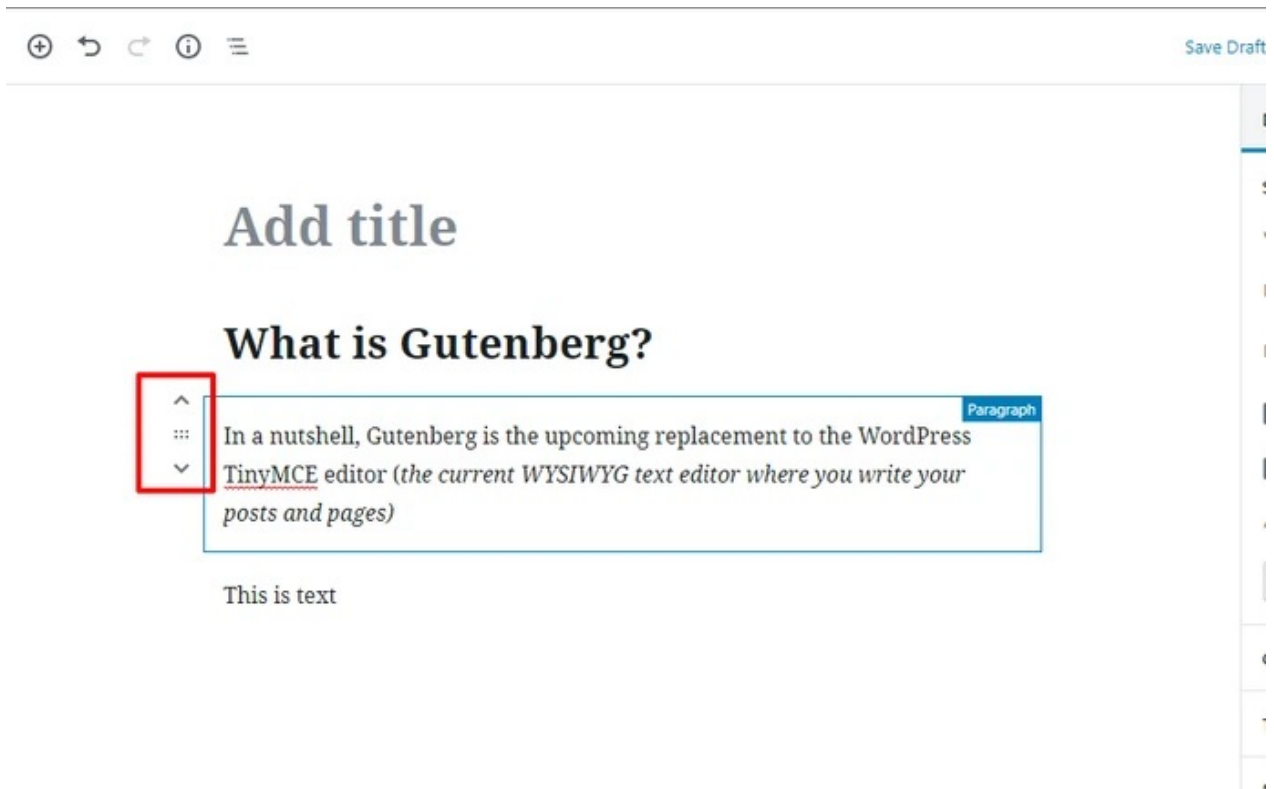 Save Draft
Add title
What is Gutenberg?
Paragraph
In a nutshell, Gutenberg is the upcoming replacement to the WordPress
TinyMCE editor (the current WYSIWYG text editor where you write your
posts and pages)
This is text